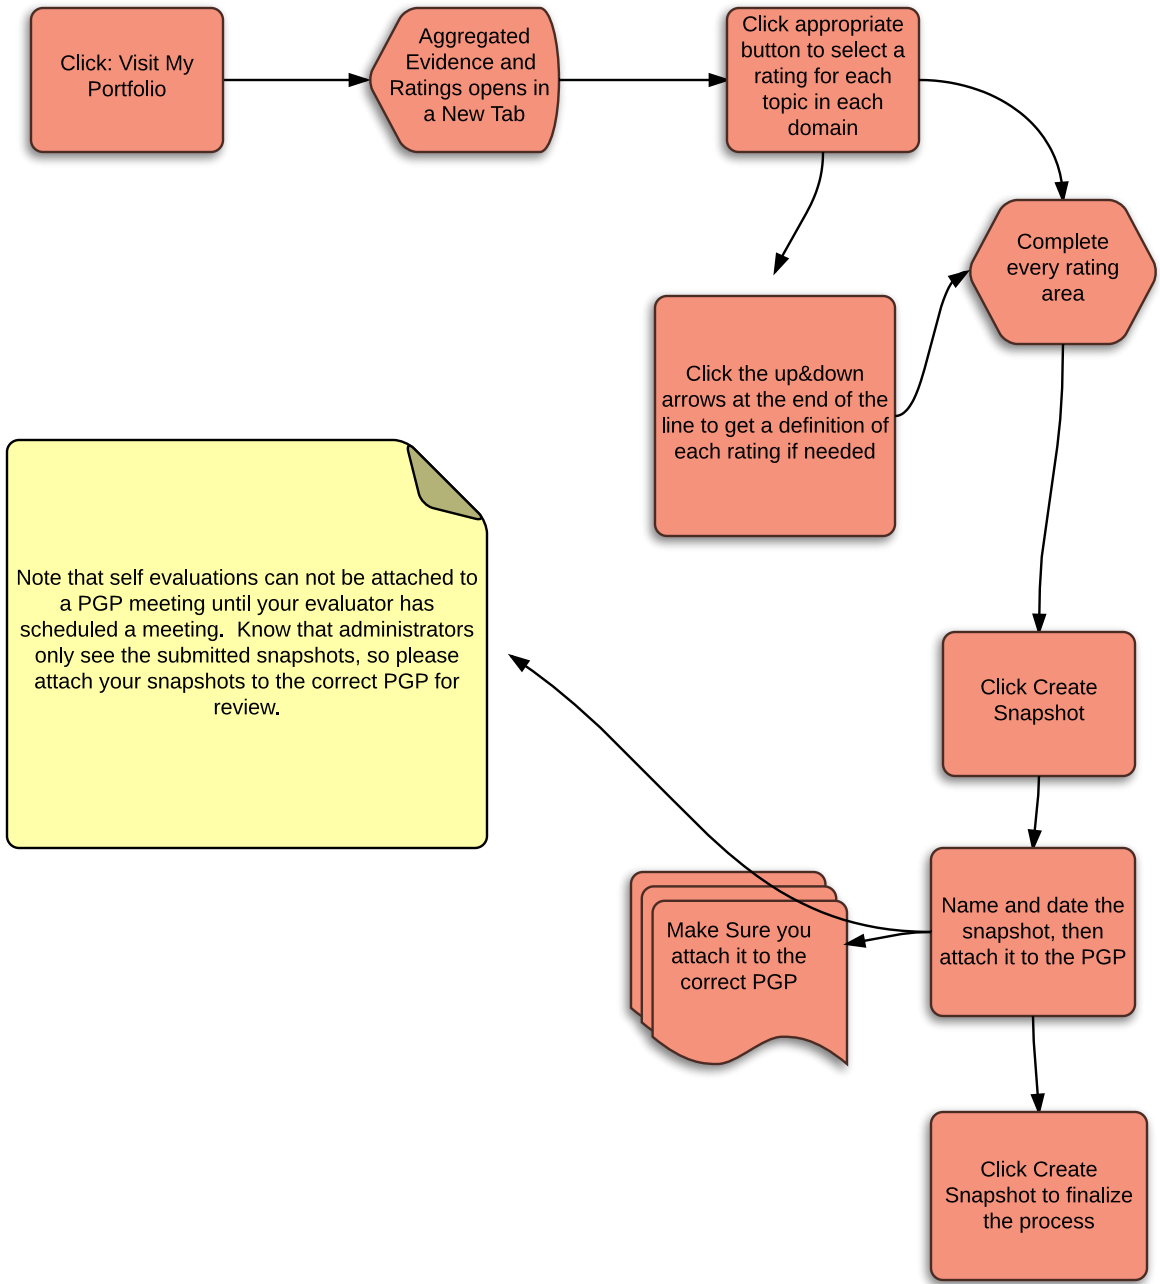 Click: Visit My
Portfolio
Aggregated
Evidence and
Ratings opens in
a New Tab
Click appropriate
button to select a
rating for each
topic in each
domain
Complete
every rating
area
Click the up&down
arrows at the end of the
line to get a definition of
each rating if needed
Note that self evaluations can not be attached to
a PGP meeting until your evaluator has
scheduled a meeting.  Know that administrators
only see the submitted snapshots, so please
attach your snapshots to the correct PGP for
review.
Click Create
Snapshot
Name and date the
snapshot, then
attach it to the PGP
Make Sure you
attach it to the
correct PGP
Click Create
Snapshot to finalize
the process